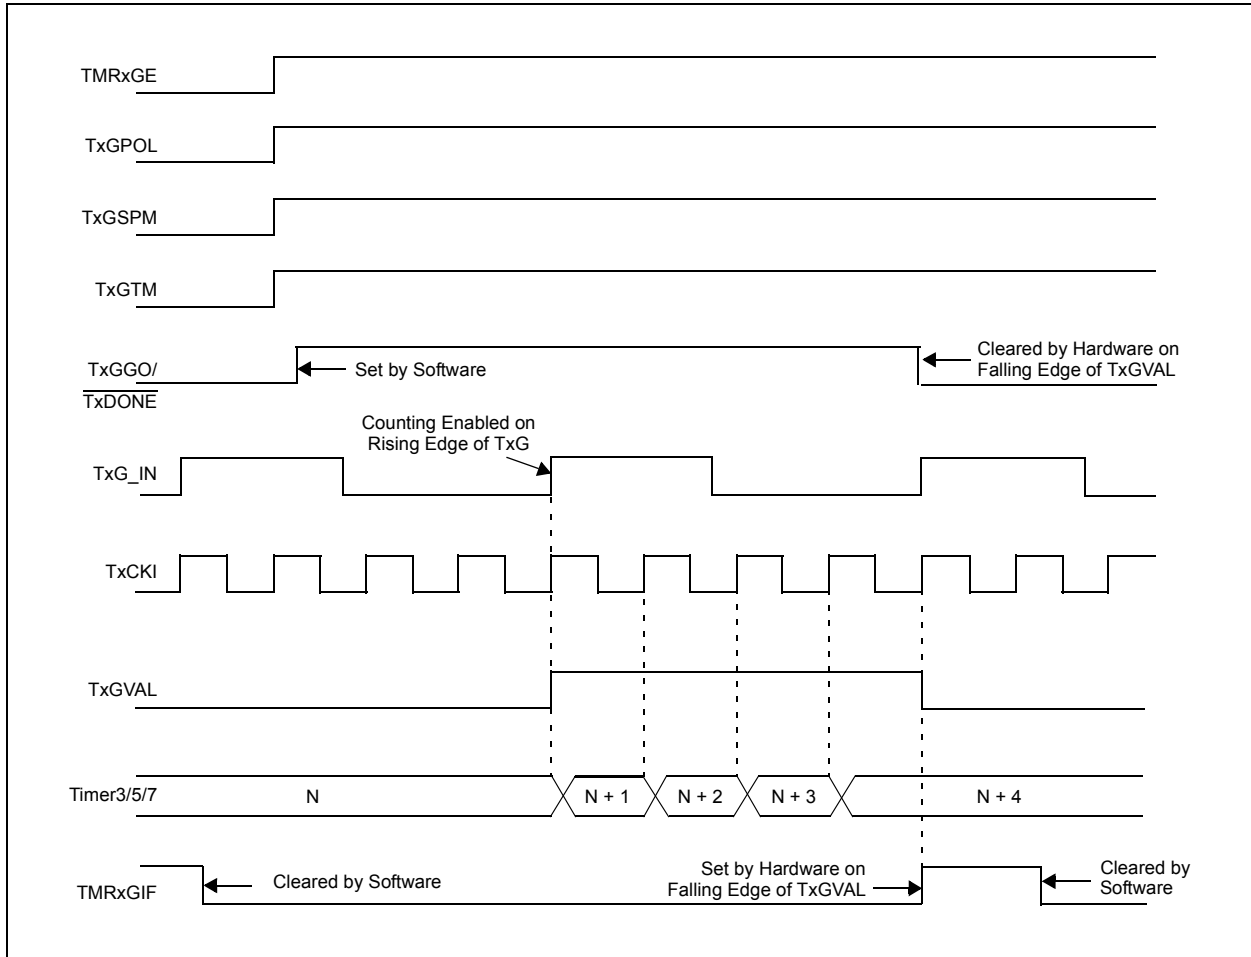 TMRxGE
TxGPOL
TxGSPM
TxGTM
TxGGO/
TxDONE
Set by Software
Cleared by Hardware on
Falling Edge of TxGVAL
Counting Enabled on
Rising Edge of TxG
TxG_IN
TxCKI
TxGVAL
Timer3/5/7
N
N + 1
N + 2
N + 3
N + 4
TMRxGIF
Cleared by Software
Set by Hardware on
Falling Edge of TxGVAL
Cleared by
Software